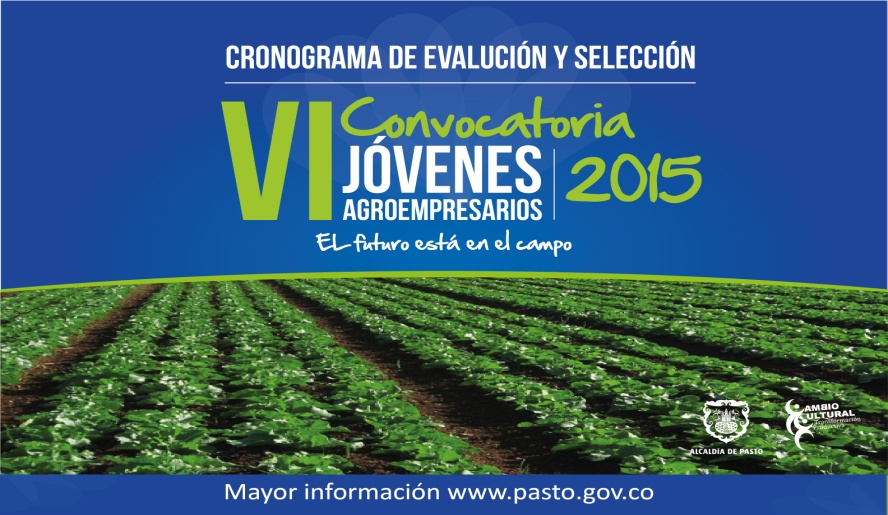 CRONOGRAMA DE EVALUCIÓN Y SELECCIÓN
VI Convocatoria
JÓVENES
AGROEMPRESARIOS
2015
EL futuro está en el campo
ALCALDÍA DE PASTO
CAMBIO
CULTURAL
Transformación
Mayor información www.pasto.gov.co